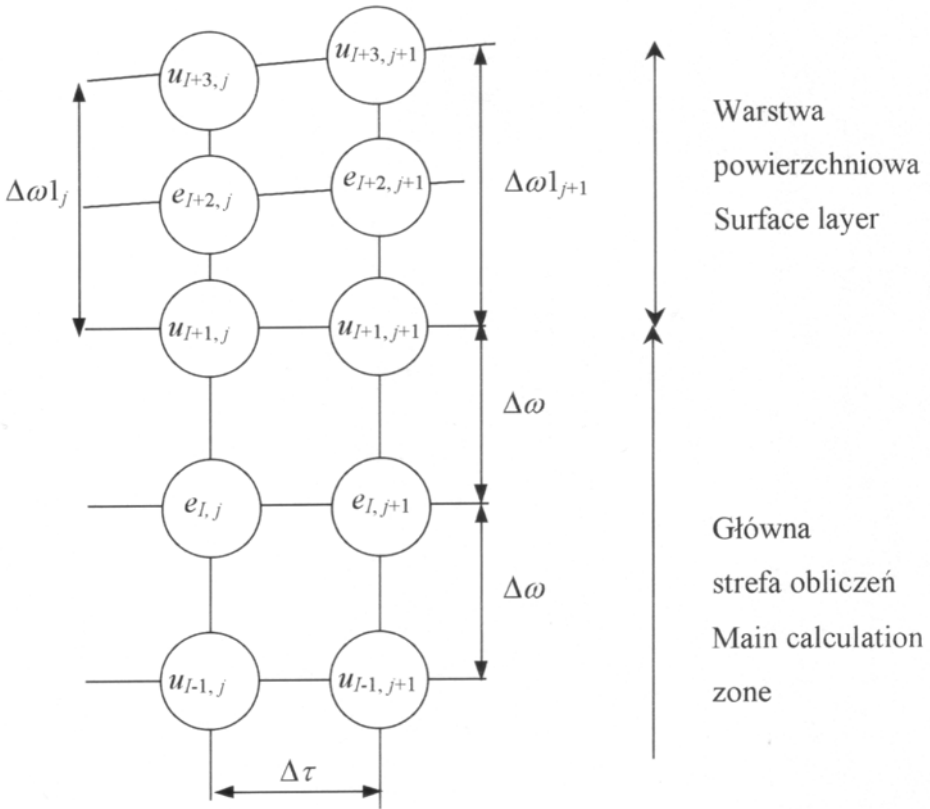 u_{I+3, j}
u_{I+3, j+1}
Δω1_j
e_{I+2, j}
e_{I+2, j+1}
Δω1_{j+1}
u_{I+1, j}
u_{I+1, j+1}
Δω
e_{I, j}
e_{I, j+1}
Δω
u_{I-1, j}
u_{I-1, j+1}
Δτ
Warstwa
powierzchniowa
Surface layer
Główna
strefa obliczeń
Main calculation
zone